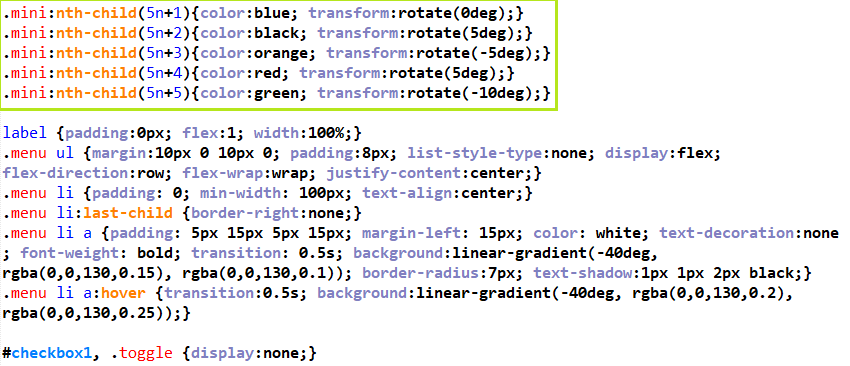 .mini:nth-child(5n+1){color:blue; transform:rotate(0deg);}
.mini:nth-child(5n+2){color:black; transform:rotate(5deg);}
.mini:nth-child(5n+3){color:orange; transform:rotate(-5deg);}
.mini:nth-child(5n+4){color:red; transform:rotate(5deg);}
.mini:nth-child(5n+5){color:green; transform:rotate(-10deg);}
label {padding:0px; flex:1; width:100%;}
.menu ul {margin:10px 0 10px 0; padding:8px; list-style-type:none; display:flex;
flex-direction:row; flex-wrap:wrap; justify-content:center;}
.menu li {padding: 0; min-width: 100px; text-align:center;}
.menu li:last-child {border-right:none;}
.menu li a {padding: 5px 15px 5px 15px; margin-left: 15px; color: white; text-decoration:none
; font-weight: bold; transition: 0.5s; background:linear-gradient(-40deg,
rgba(0,0,130,0.15), rgba(0,0,130,0.1)); border-radius:7px; text-shadow:1px 1px 2px black;}
.menu li a:hover {transition:0.5s; background:linear-gradient(-40deg, rgba(0,0,130,0.2),
rgba(0,0,130,0.25));}
#checkbox1, .toggle {display:none;}